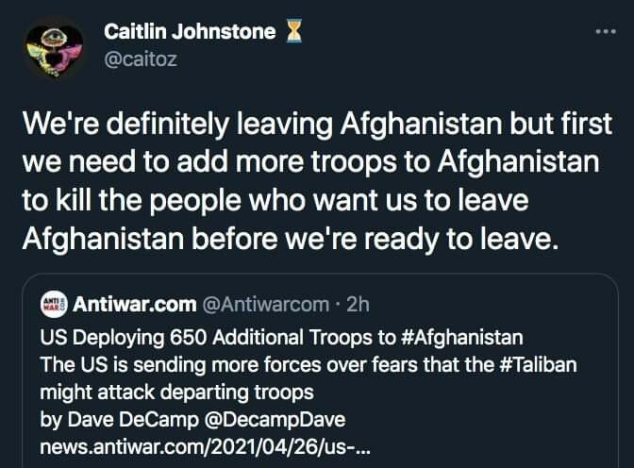 Caitlin Johnstone ⏳
@caitoz
We're definitely leaving Afghanistan but first
we need to add more troops to Afghanistan
to kill the people who want us to leave
Afghanistan before we're ready to leave.
ANTI WAR Antiwar.com @Antiwarcom · 2h
US Deploying 650 Additional Troops to #Afghanistan
The US is sending more forces over fears that the #Taliban
might attack departing troops
by Dave DeCamp @DecampDave
news.antiwar.com/2021/04/26/us-...